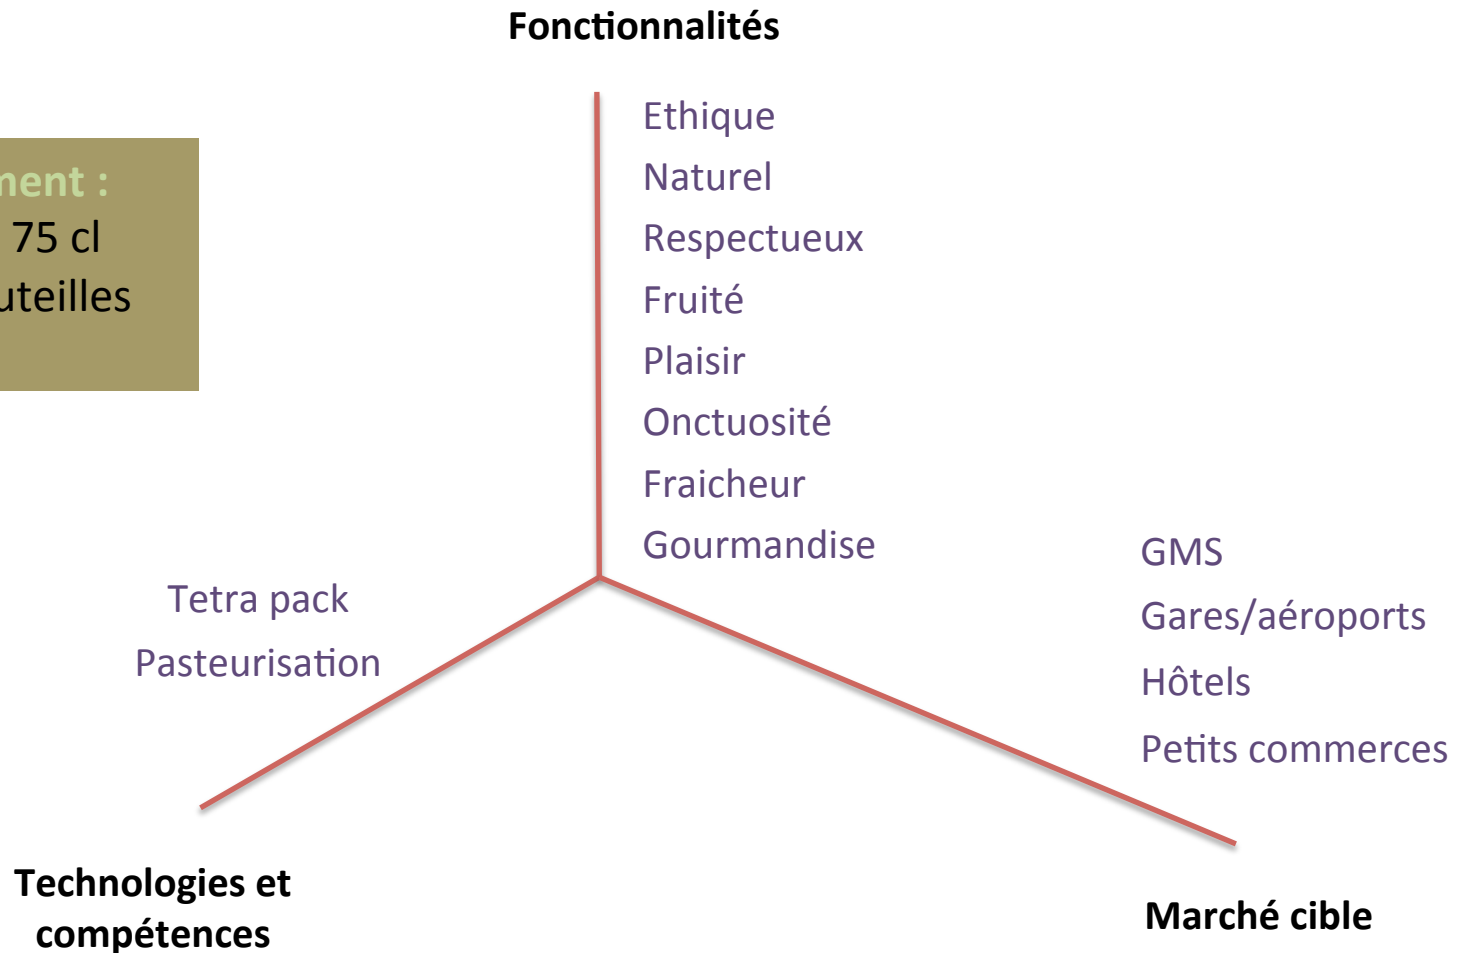 Fonctionnalités
Ethique
Naturel
Respectueux
Fruité
Plaisir
Onctuosité
Fraicheur
Gourmandise
ment :
75 cl
uteilles
Tetra pack
Pasteurisation
GMS
Gares/aéroports
Hôtels
Petits commerces
Technologies et
compétences
Marché cible